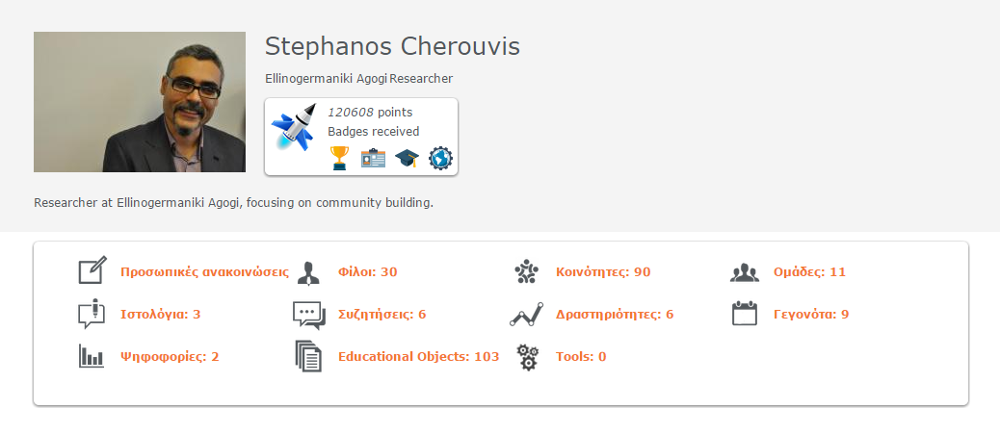 Stephanos Cherouvis
Ellinogermaniki Agogi Researcher
120608 points
Badges received
Researcher at Ellinogermaniki Agogi, focusing on community building.
Προσωπικές ανακοινώσεις
Φίλοι: 30
Κοινότητες: 90
Ομάδες: 11
Ιστολόγια: 3
Συζητήσεις: 6
Δραστηριότητες: 6
Γεγονότα: 9
Ψηφοφορίες: 2
Educational Objects: 103
Tools: 0